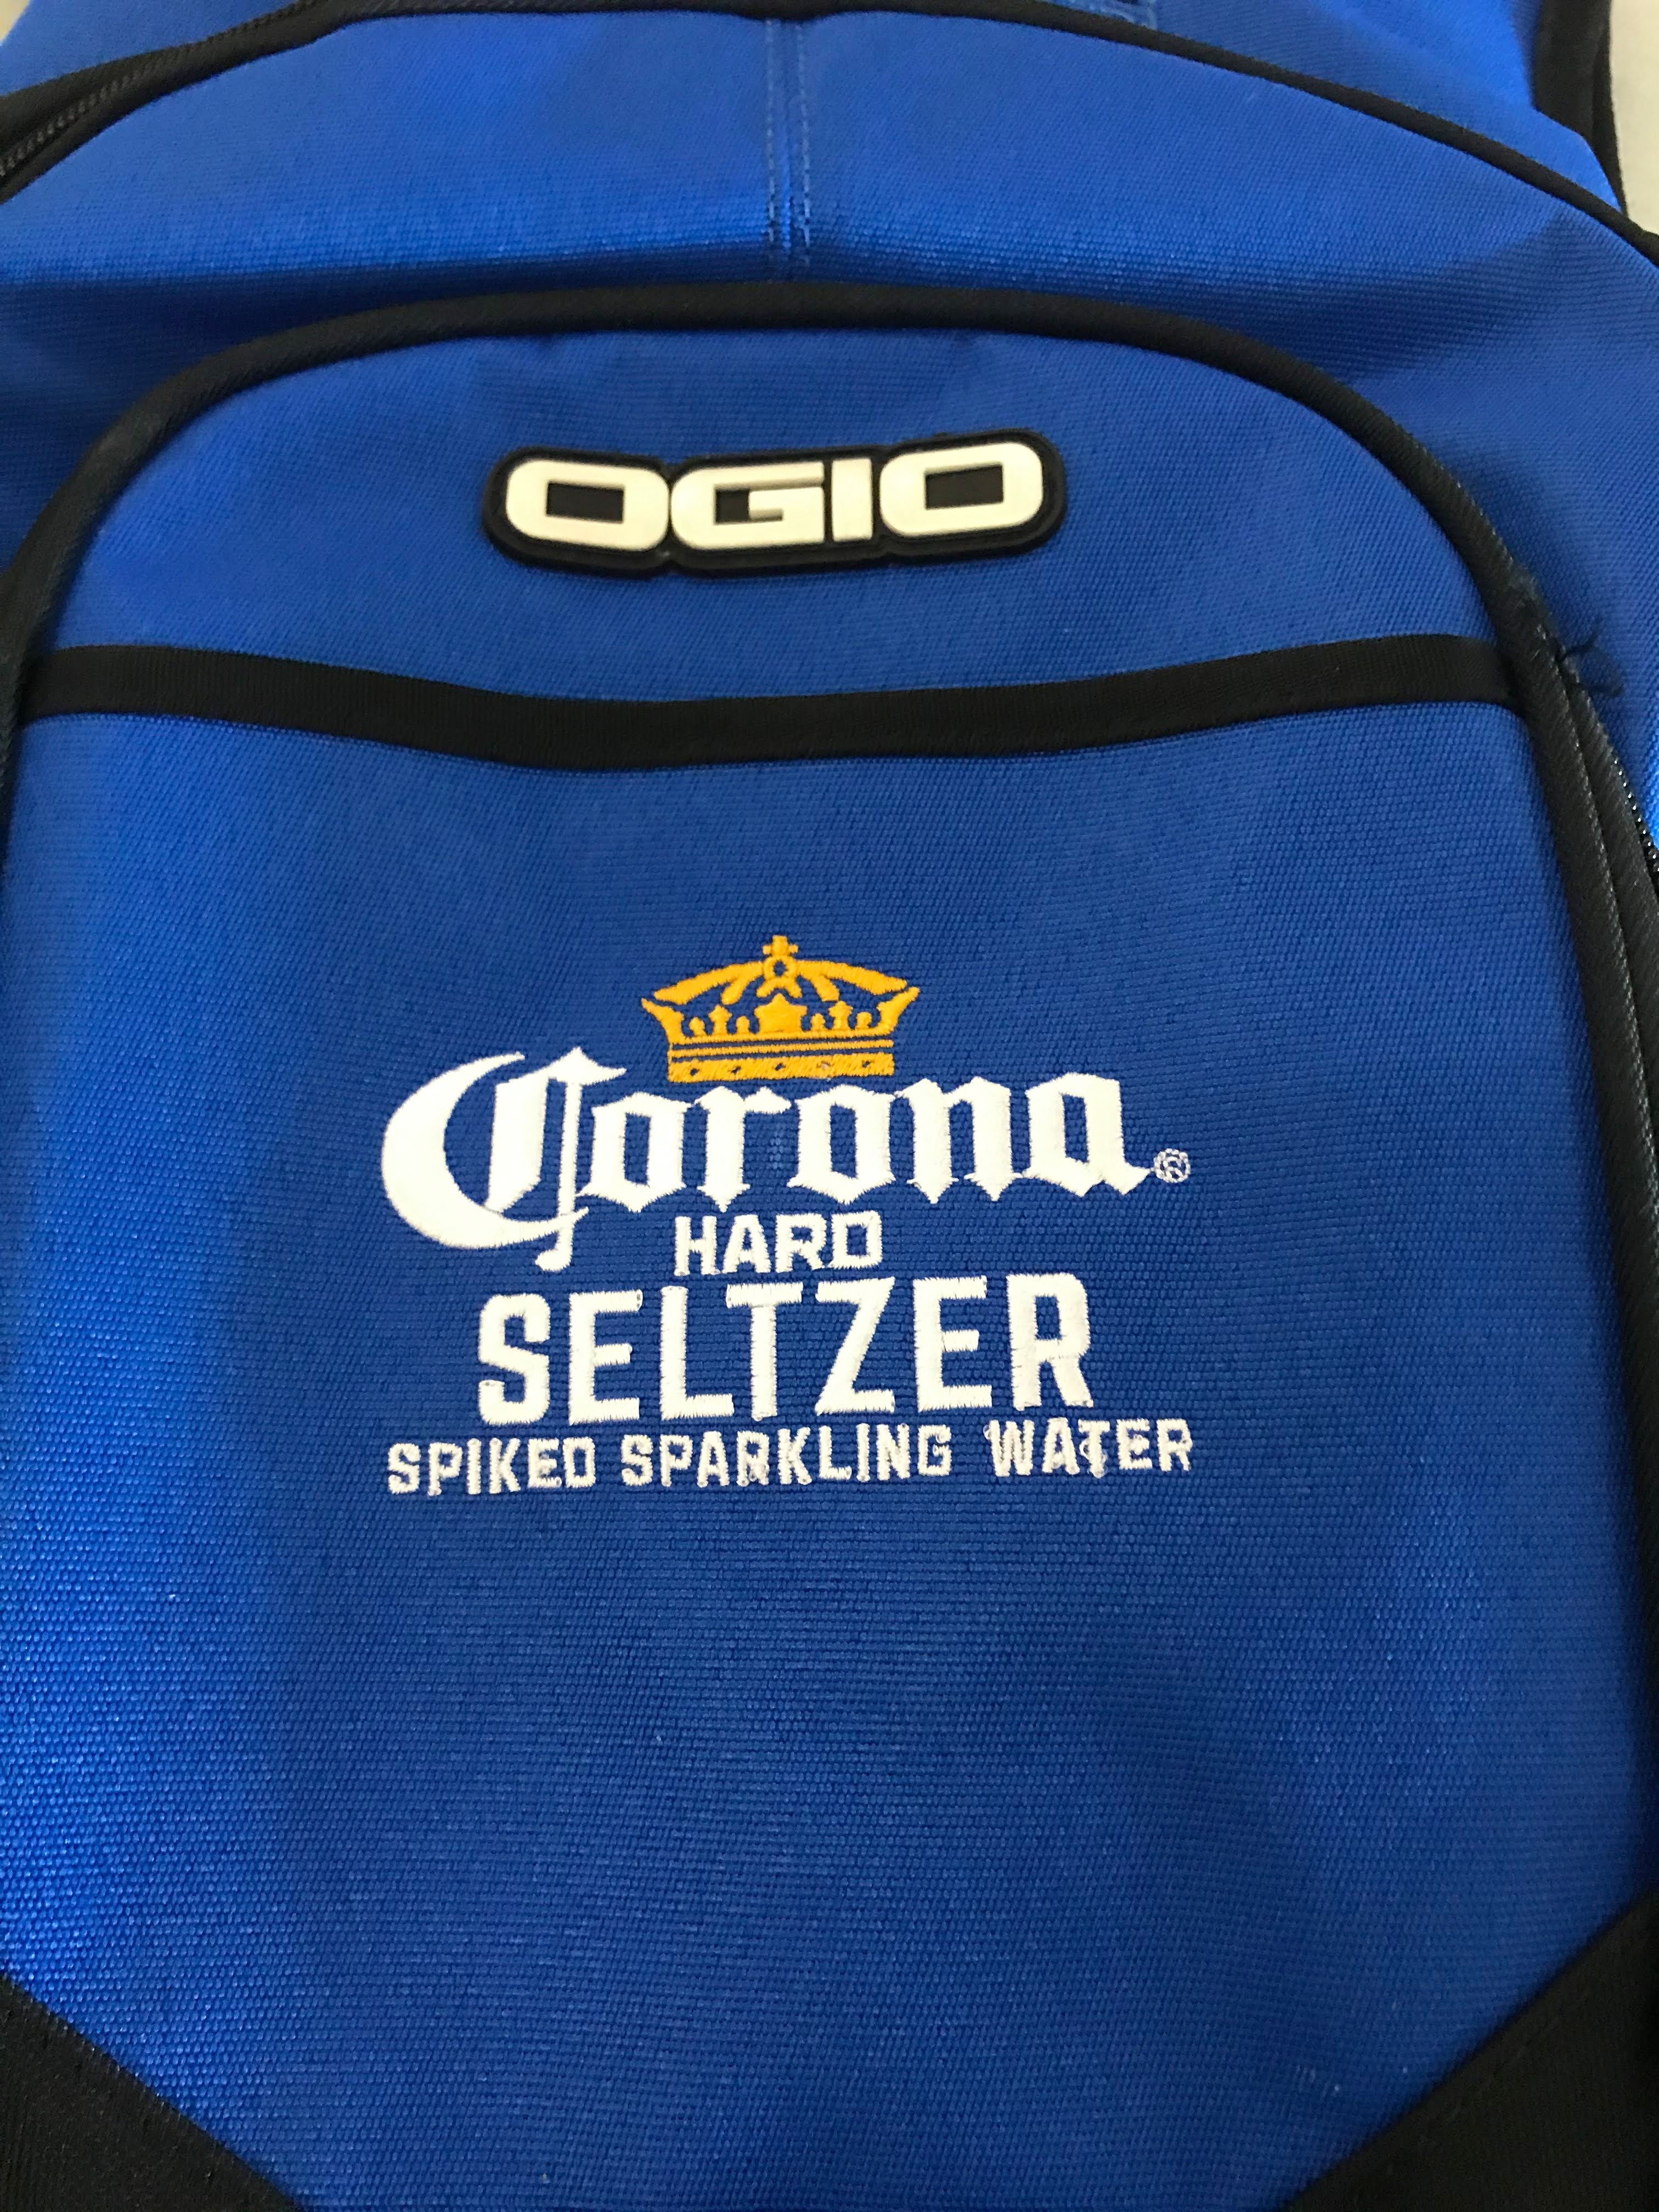 OGIO
Corona®
HARD
SELTZER
SPIKED SPARKLING WATER